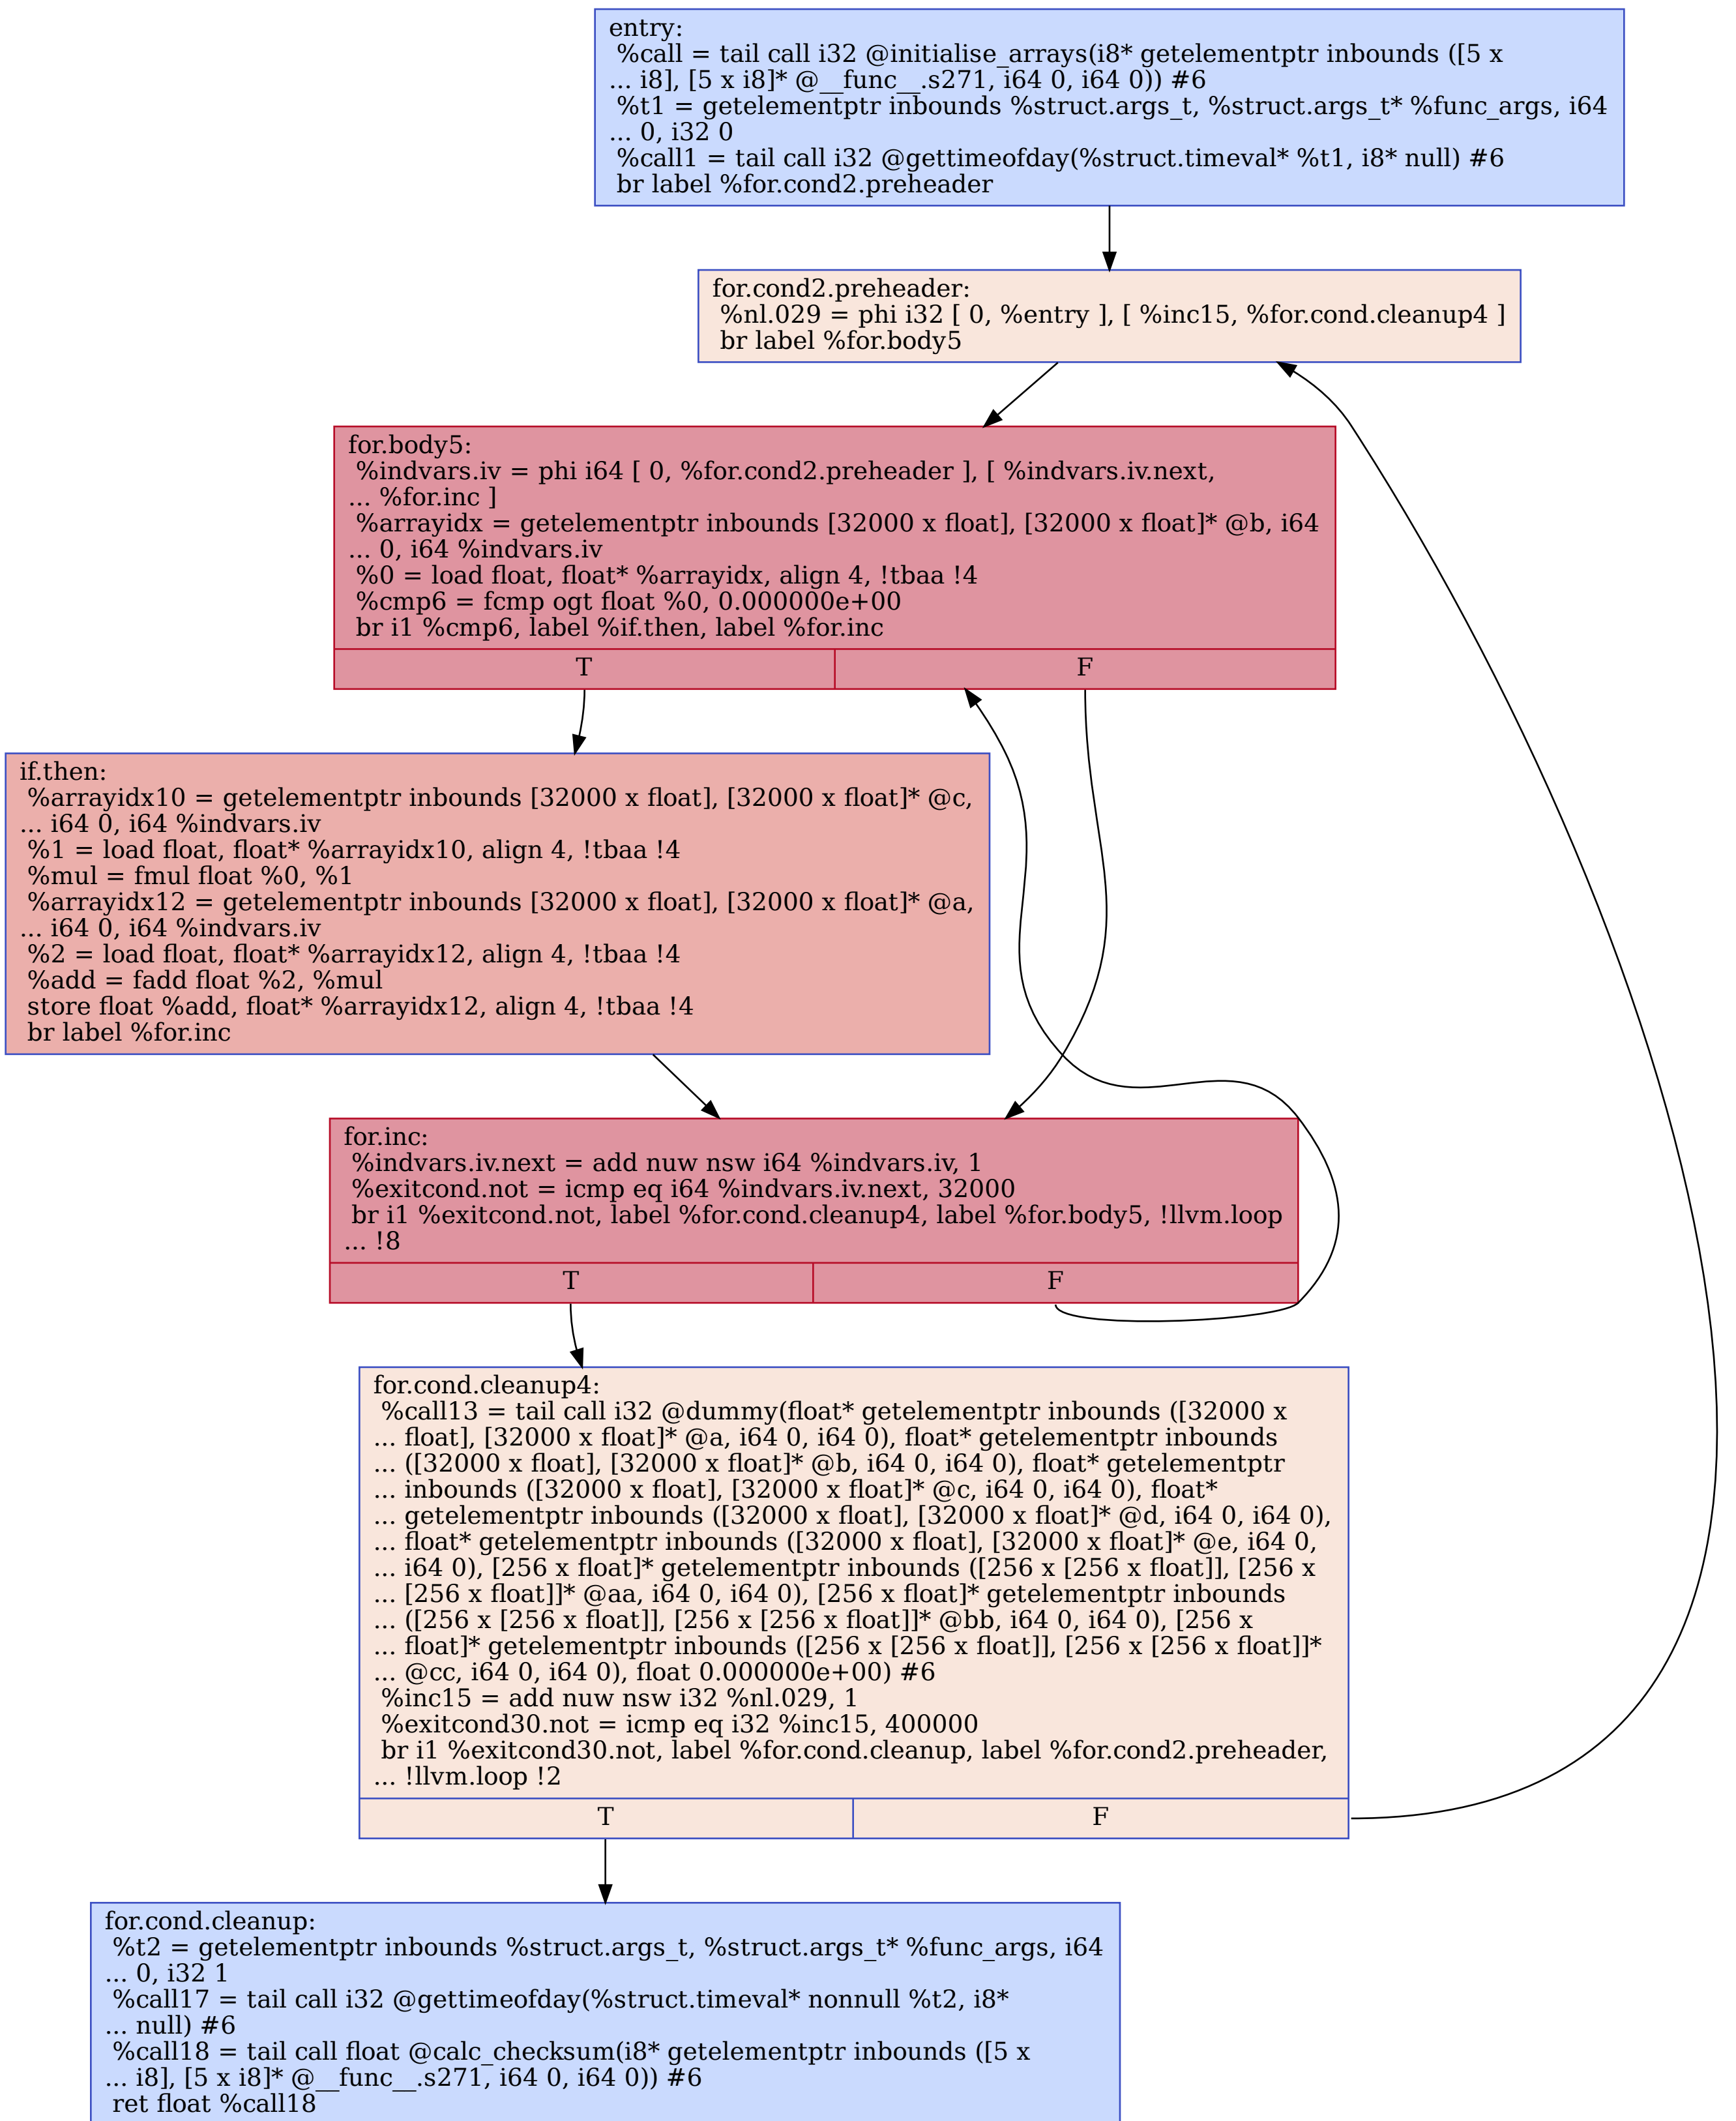 entry:
%call = tail call i32 @initialise_arrays(i8* getelementptr inbounds ([5 x
... i8], [5 x i8]* @__func__.s271, i64 0, i64 0)) #6
%t1 = getelementptr inbounds %struct.args_t, %struct.args_t* %func_args, i64
... 0, i32 0
%call1 = tail call i32 @gettimeofday(%struct.timeval* %t1, i8* null) #6
br label %for.cond2.preheader
for.cond2.preheader:
%nl.029 = phi i32 [ 0, %entry ], [ %inc15, %for.cond.cleanup4 ]
br label %for.body5
for.body5:
%indvars.iv = phi i64 [ 0, %for.cond2.preheader ], [ %indvars.iv.next,
... %for.inc ]
%arrayidx = getelementptr inbounds [32000 x float], [32000 x float]* @b, i64
... 0, i64 %indvars.iv
%0 = load float, float* %arrayidx, align 4, !tbaa !4
%cmp6 = fcmp ogt float %0, 0.000000e+00
br i1 %cmp6, label %if.then, label %for.inc
T F
if.then:
%arrayidx10 = getelementptr inbounds [32000 x float], [32000 x float]* @c,
... i64 0, i64 %indvars.iv
%1 = load float, float* %arrayidx10, align 4, !tbaa !4
%mul = fmul float %0, %1
%arrayidx12 = getelementptr inbounds [32000 x float], [32000 x float]* @a,
... i64 0, i64 %indvars.iv
%2 = load float, float* %arrayidx12, align 4, !tbaa !4
%add = fadd float %2, %mul
store float %add, float* %arrayidx12, align 4, !tbaa !4
br label %for.inc
for.inc:
%indvars.iv.next = add nuw nsw i64 %indvars.iv, 1
%exitcond.not = icmp eq i64 %indvars.iv.next, 32000
br i1 %exitcond.not, label %for.cond.cleanup4, label %for.body5, !llvm.loop
... !8
T F
for.cond.cleanup4:
%call13 = tail call i32 @dummy(float* getelementptr inbounds ([32000 x
... float], [32000 x float]* @a, i64 0, i64 0), float* getelementptr inbounds
... ([32000 x float], [32000 x float]* @b, i64 0, i64 0), float* getelementptr
... inbounds ([32000 x float], [32000 x float]* @c, i64 0, i64 0), float*
... getelementptr inbounds ([32000 x float], [32000 x float]* @d, i64 0, i64 0),
... float* getelementptr inbounds ([32000 x float], [32000 x float]* @e, i64 0,
... i64 0), [256 x float]* getelementptr inbounds ([256 x [256 x float]], [256 x
... [256 x float]]* @aa, i64 0, i64 0), [256 x float]* getelementptr inbounds
... ([256 x [256 x float]], [256 x [256 x float]]* @bb, i64 0, i64 0), [256 x
... float]* getelementptr inbounds ([256 x [256 x float]], [256 x [256 x float]]*
... @cc, i64 0, i64 0), float 0.000000e+00) #6
%inc15 = add nuw nsw i32 %nl.029, 1
%exitcond30.not = icmp eq i32 %inc15, 400000
br i1 %exitcond30.not, label %for.cond.cleanup, label %for.cond2.preheader,
... !llvm.loop !2
T F
for.cond.cleanup:
%t2 = getelementptr inbounds %struct.args_t, %struct.args_t* %func_args, i64
... 0, i32 1
%call17 = tail call i32 @gettimeofday(%struct.timeval* nonnull %t2, i8*
... null) #6
%call18 = tail call float @calc_checksum(i8* getelementptr inbounds ([5 x
... i8], [5 x i8]* @__func__.s271, i64 0, i64 0)) #6
ret float %call18